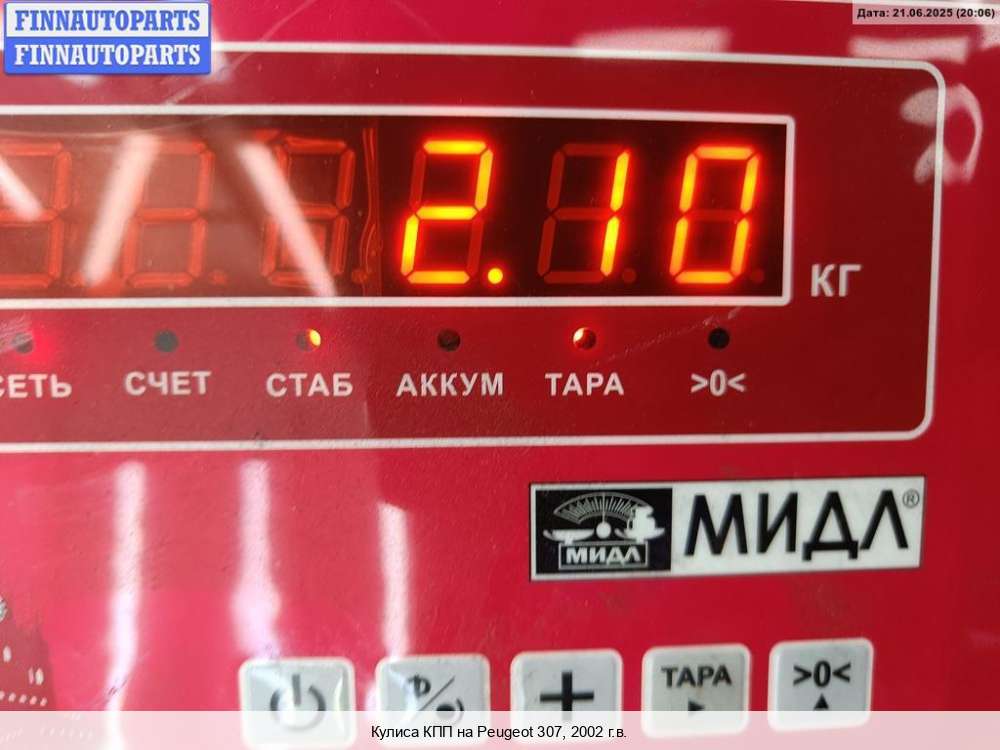 FINNAUTOPARTS
FINNAUTOPARTS
Дата: 21.06.2025 (20:06)
2.10
КГ
СЕТЬ СЧЕТ СТАБ АККУМ ТАРА >0<
МИДЛ МИДЛ®
ТАРА >0<
Кулиса КПП на Peugeot 307, 2002 г.в.